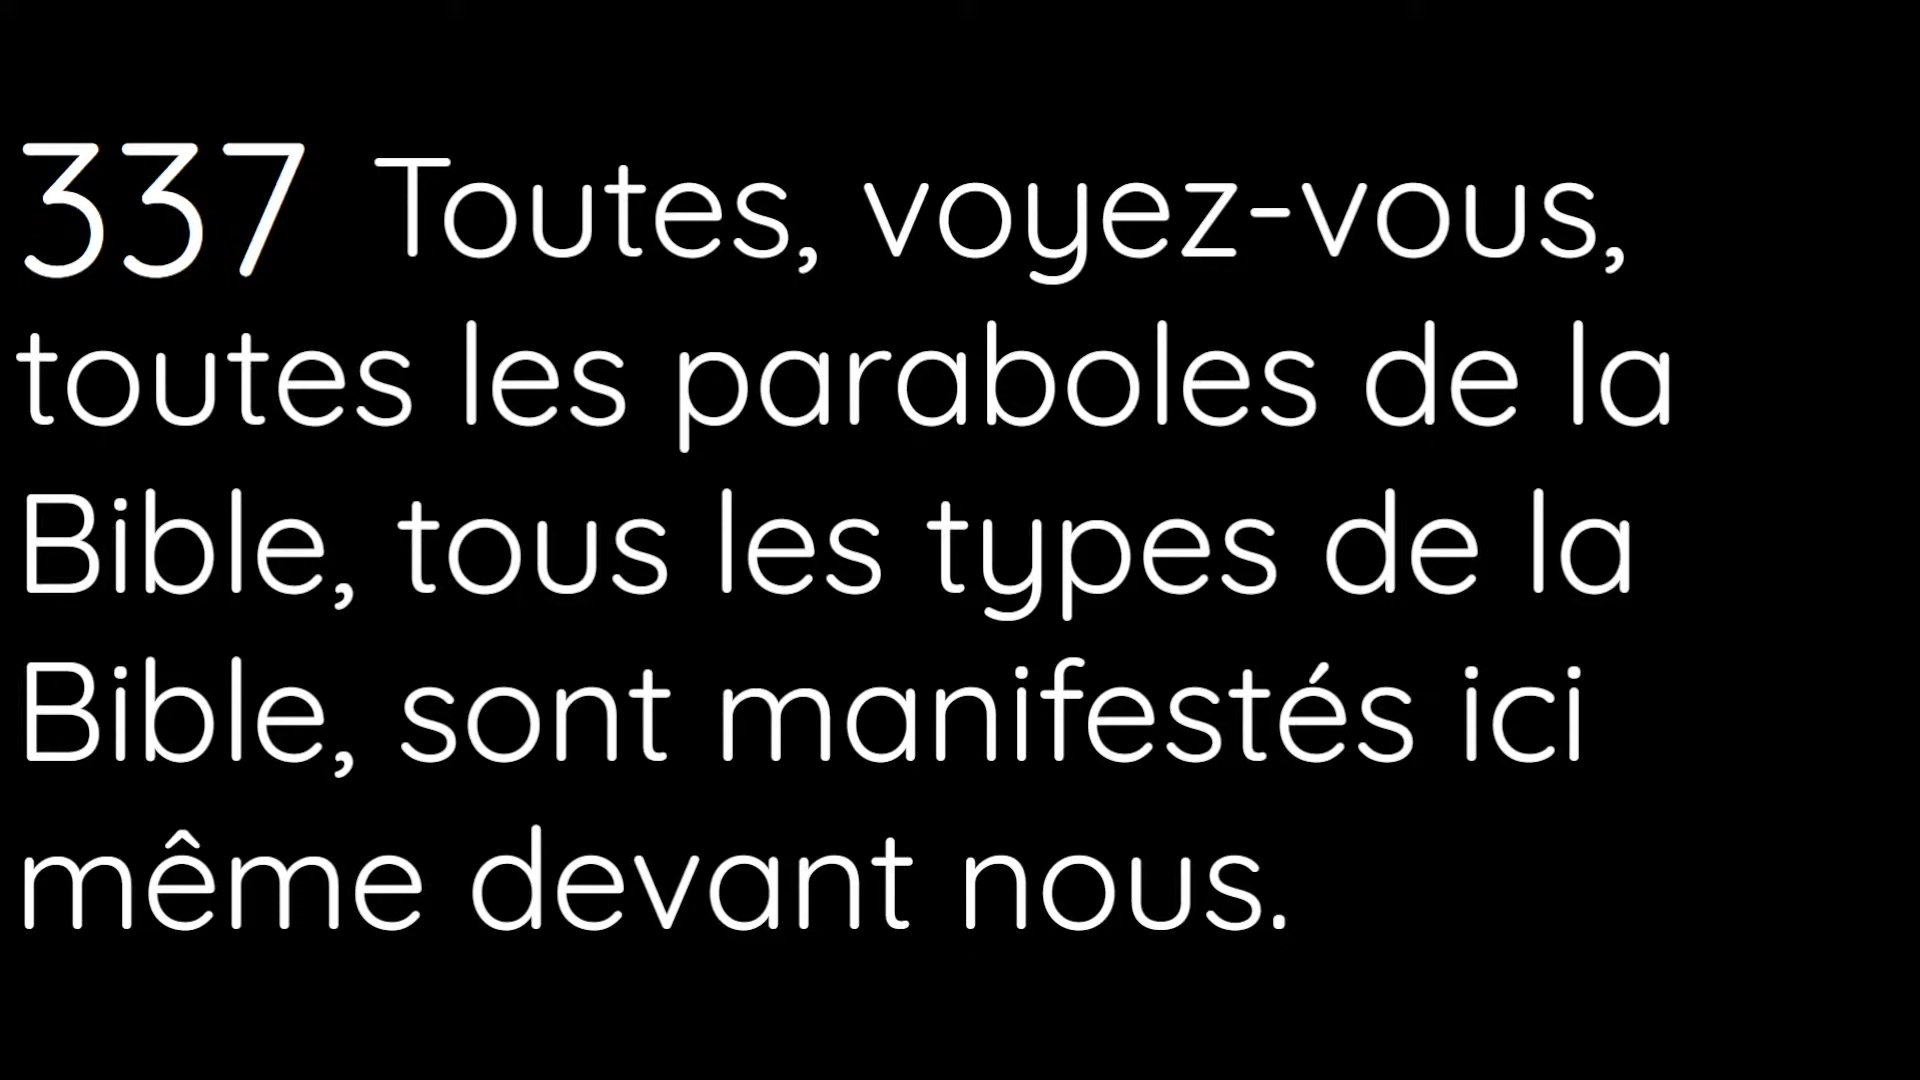 337 Toutes, voyez-vous,
toutes les paraboles de la
Bible, tous les types de la
Bible, sont manifestés ici
même devant nous.